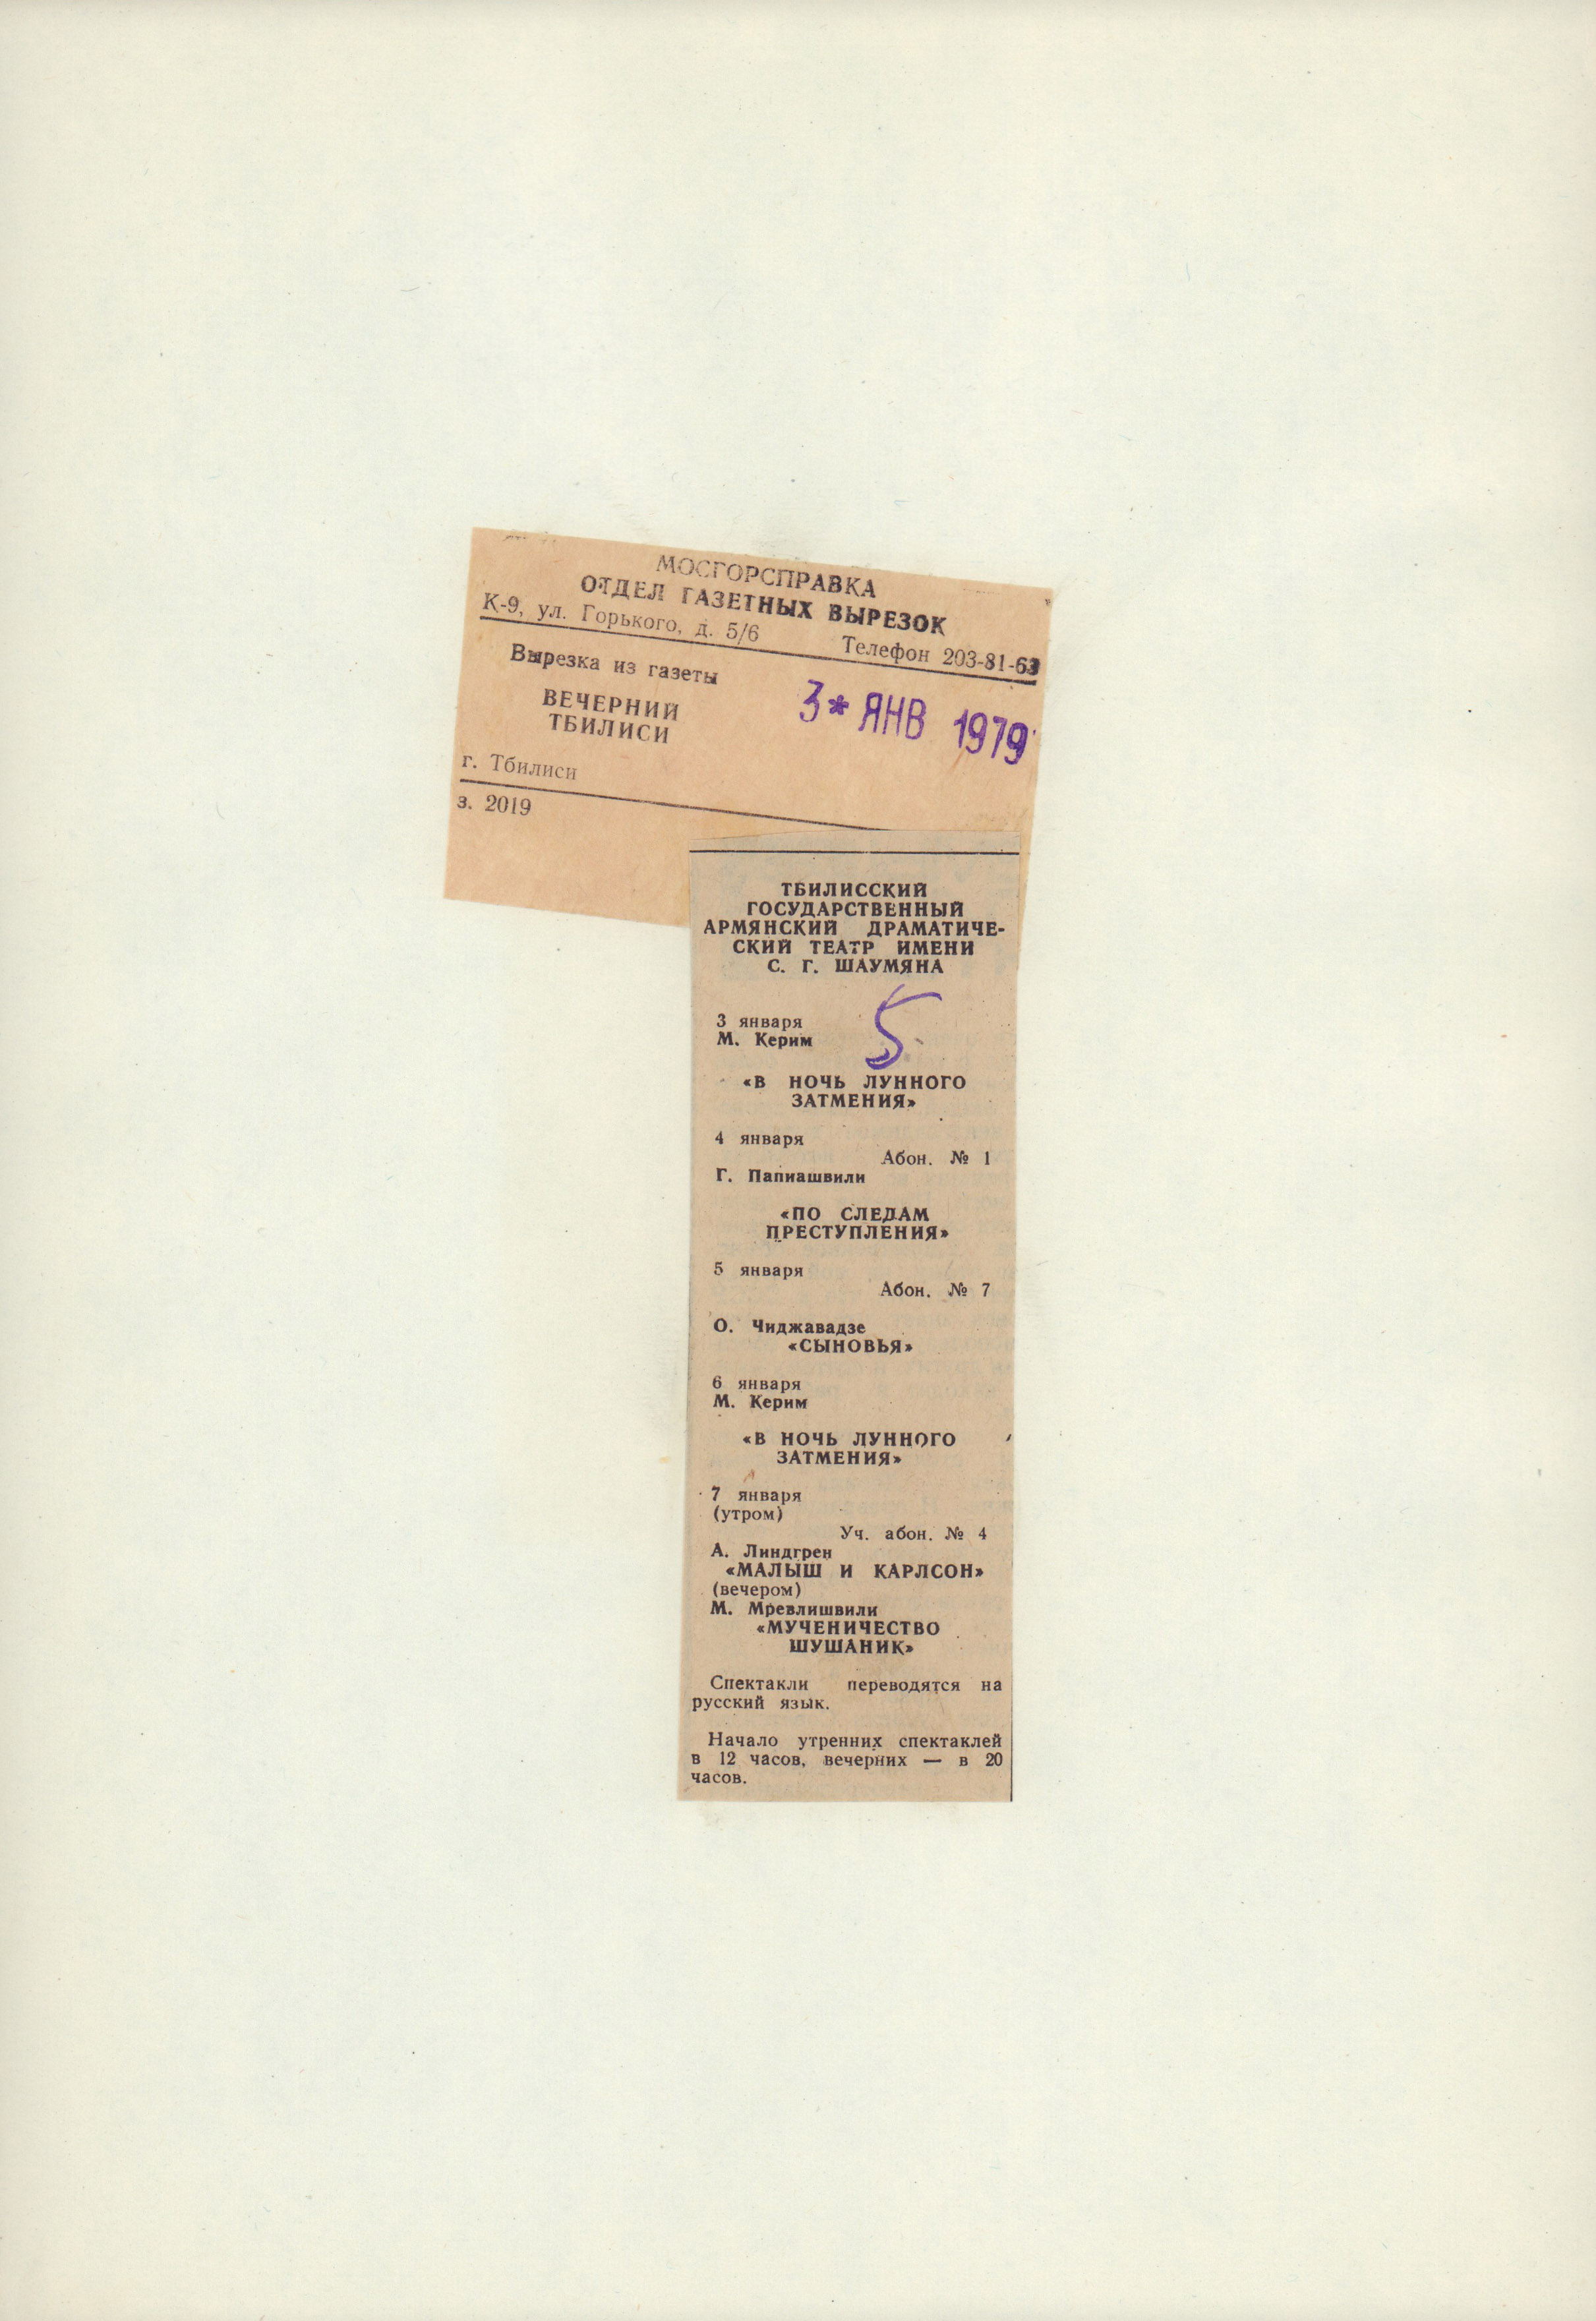 МОСГОРСПРАВКА
ОТДЕЛ ГАЗЕТНЫХ ВЫРЕЗОК
К-9, ул. Горького, д. 5/6 Телефон 203-81-63
Вырезка из газеты
ВЕЧЕРНИЙ
ТБИЛИСИ
3* ЯНВ 1979
г. Тбилиси
з. 2019
ТБИЛИССКИЙ
ГОСУДАРСТВЕННЫЙ
АРМЯНСКИЙ ДРАМАТИЧЕ-
СКИЙ ТЕАТР ИМЕНИ
С. Г. ШАУМЯНА
5
3 января
М. Керим
«В НОЧЬ ЛУННОГО
ЗАТМЕНИЯ»
4 января
Абон. № 1
Г. Папиашвили
«ПО СЛЕДАМ
ПРЕСТУПЛЕНИЯ»
5 января
Абон. № 7
О. Чиджавадзе
«СЫНОВЬЯ»
6 января
М. Керим
«В НОЧЬ ЛУННОГО
ЗАТМЕНИЯ»
7 января
(утром)
Уч. абон. № 4
А. Линдгрен
«МАЛЫШ И КАРЛСОН»
(вечером)
М. Мревлишвили
«МУЧЕНИЧЕСТВО
ШУШАНИК»
Спектакли переводятся на
русский язык.
Начало утренних спектаклей
в 12 часов, вечерних — в 20
часов.